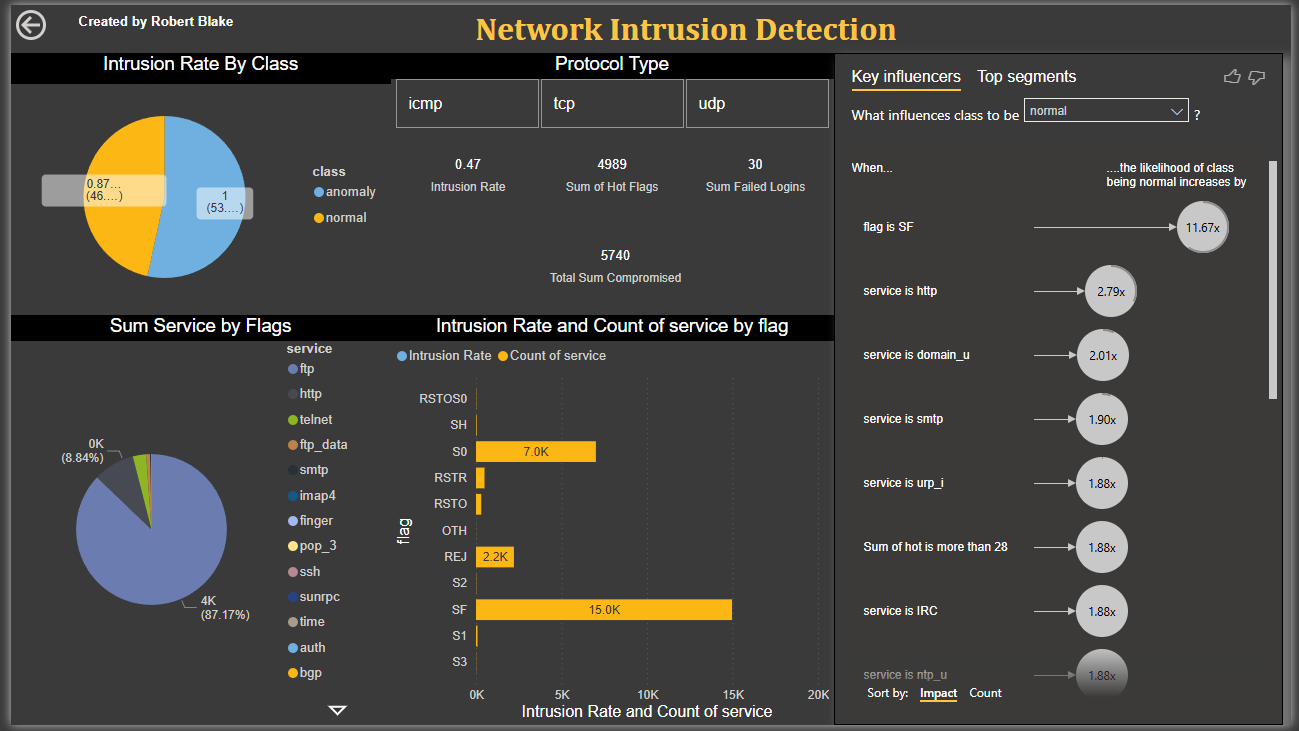 Created by Robert Blake
Network Intrusion Detection
Intrusion Rate By Class
0.87...
(46....)
1
(53....)
class
anomaly
normal
Protocol Type
icmp
tcp
udp
0.47
Intrusion Rate
4989
Sum of Hot Flags
30
Sum Failed Logins
5740
Total Sum Compromised
Sum Service by Flags
0K
(8.84%)
4K
(87.17%)
service
ftp
http
telnet
ftp_data
smtp
imap4
finger
pop_3
ssh
sunrpc
time
auth
bgp
Intrusion Rate and Count of service by flag
Intrusion Rate
Count of service
flag
RSTOS0
SH
S0
7.0K
RSTR
RSTO
OTH
REJ
2.2K
S2
SF
15.0K
S1
S3
0K
5K
10K
15K
20K
Intrusion Rate and Count of service
Key influencers
Top segments
What influences class to be
normal
?
When...
....the likelihood of class
being normal increases by
flag is SF
11.67x
service is http
2.79x
service is domain_u
2.01x
service is smtp
1.90x
service is urp_i
1.88x
Sum of hot is more than 28
1.88x
service is IRC
1.88x
service is ntp_u
1.88x
Sort by:
Impact
Count